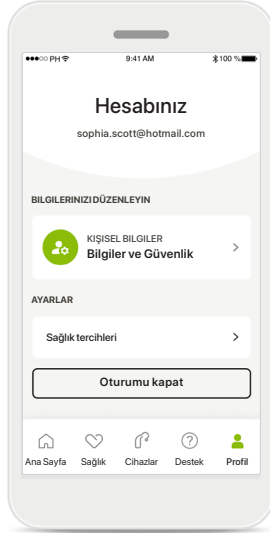 PH 9:41 AM 100 %
Hesabınız
sophia.scott@hotmail.com
BILGILERINIZI DÜZENLEYIN
KIŞISEL BILGILER
Bilgiler ve Güvenlik
AYARLAR
Sağlık tercihleri
Oturumu kapat
Ana Sayfa Sağlık Cihazlar Destek Profil